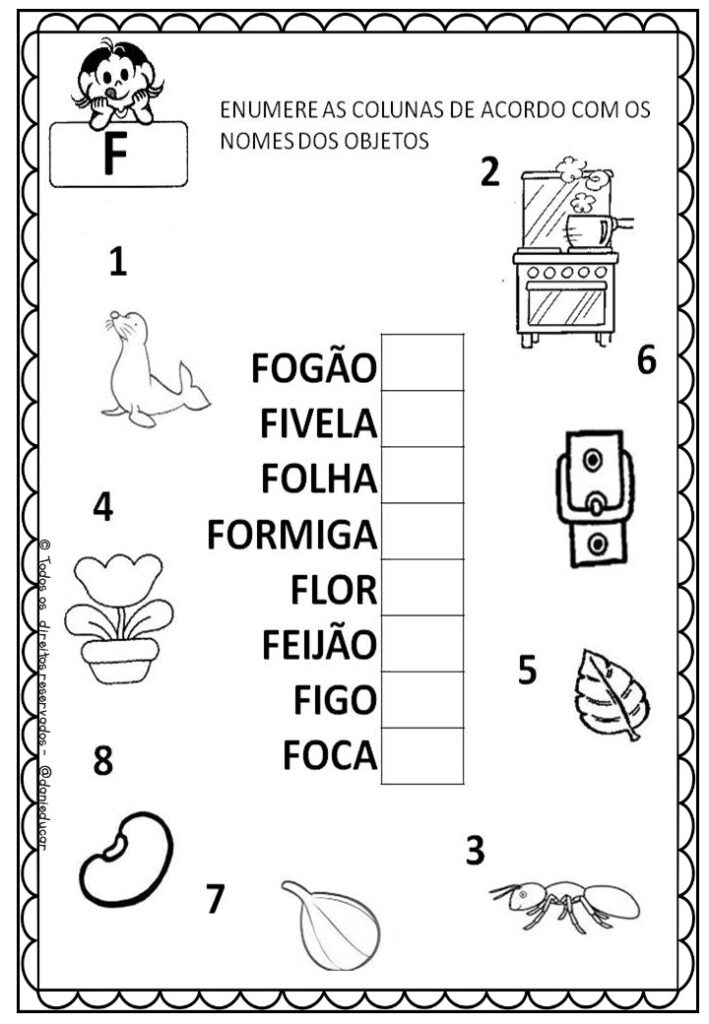 F
ENUMERE AS COLUNAS DE ACORDO COM OS
NOMES DOS OBJETOS
2
1
6
FOGÃO
FIVELA
FOLHA
4
FORMIGA
FLOR
FEIJÃO
5
FIGO
FOCA
8
3
7
© Todos os direitos reservados - @danieducar